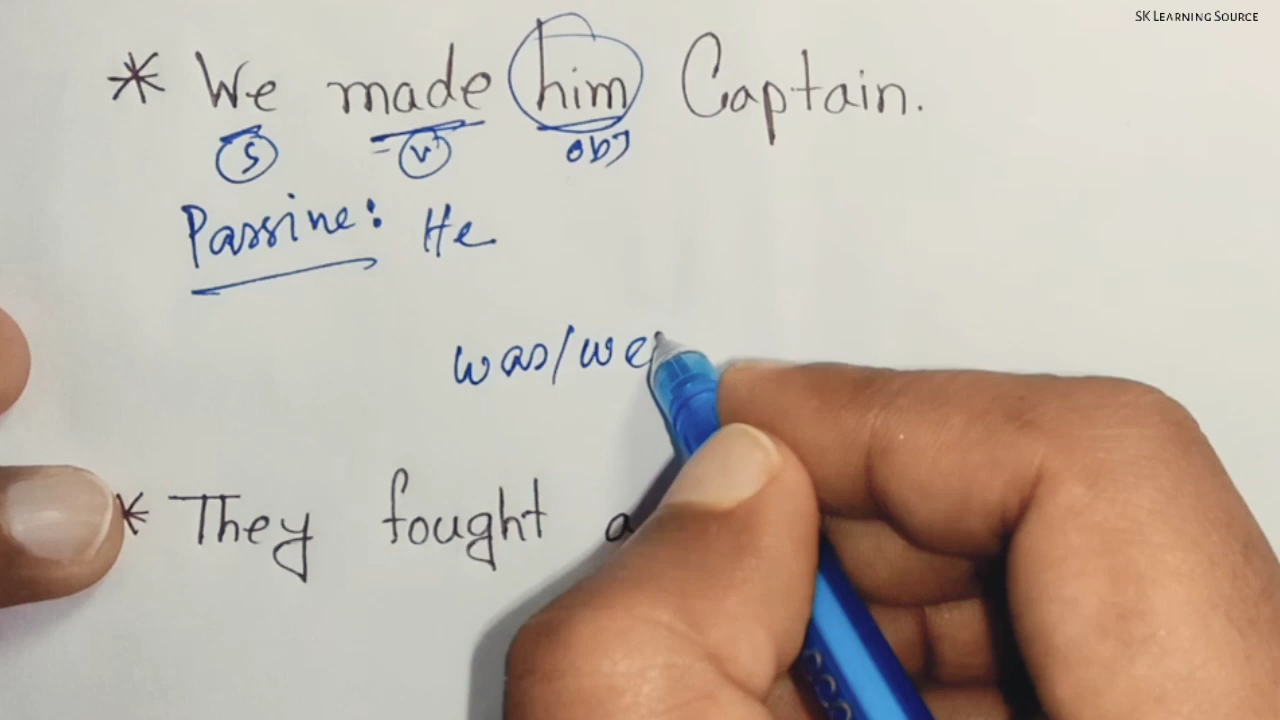 SK LEARNING SOURCE
* We made him Captain.
S V obj
Passive: He
was/we
* They fought a